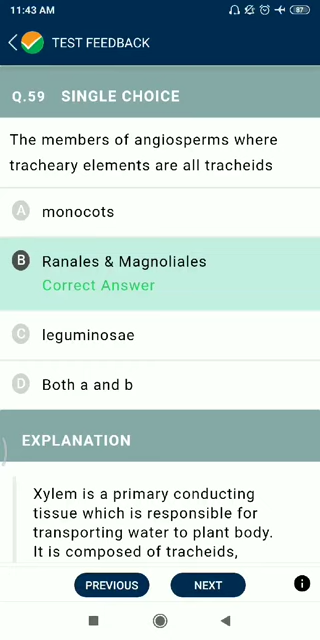 11:43 AM
87
TEST FEEDBACK
Q.59 SINGLE CHOICE
The members of angiosperms where
tracheary elements are all tracheids
A monocots
B Ranales & Magnoliales
Correct Answer
C leguminosae
D Both a and b
EXPLANATION
Xylem is a primary conducting
tissue which is responsible for
transporting water to plant body.
It is composed of tracheids,
PREVIOUS NEXT